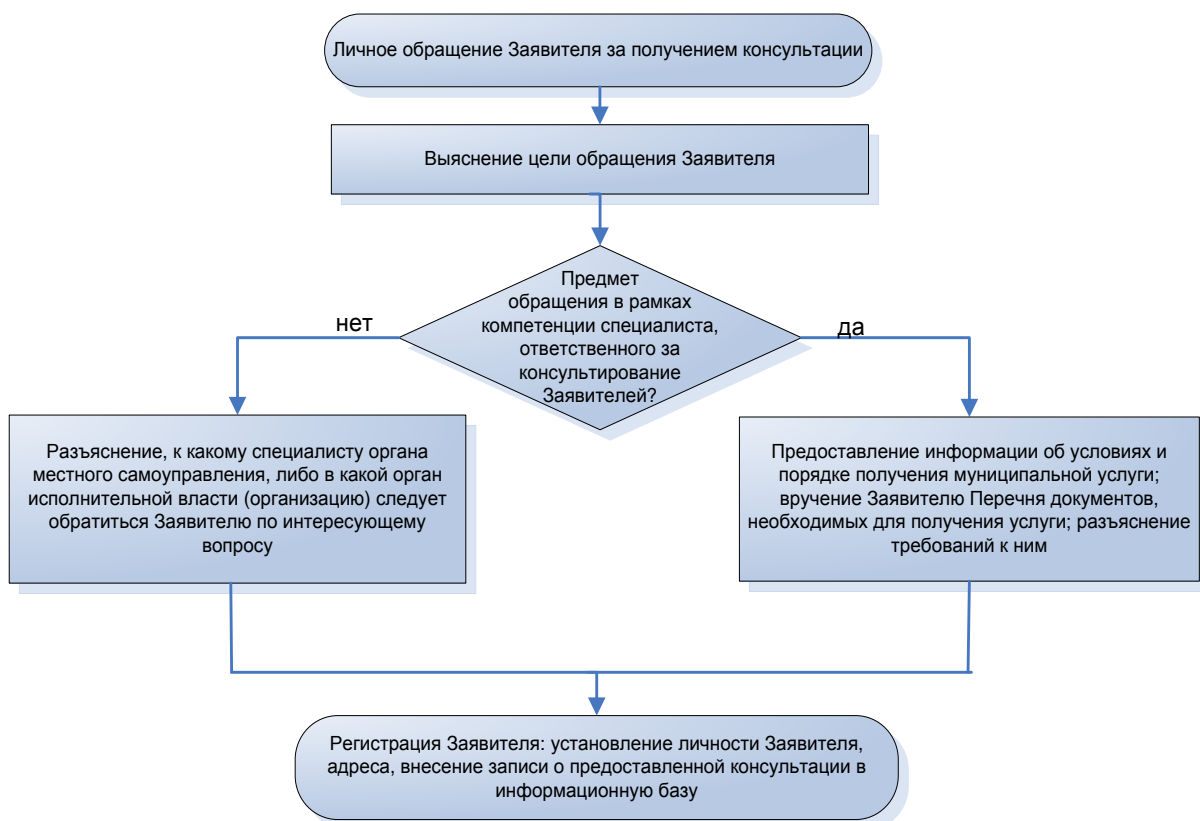 Личное обращение Заявителя за получением консультации
Выяснение цели обращения Заявителя
Предмет
обращения в рамках
компетенции специалиста,
ответственного за
консультирование
Заявителей?
нет
да
Разъяснение, к какому специалисту органа
местного самоуправления, либо в какой орган
исполнительной власти (организацию) следует
обратиться Заявителю по интересующему
вопросу
Предоставление информации об условиях и
порядке получения муниципальной услуги;
вручение Заявителю Перечня документов,
необходимых для получения услуги; разъяснение
требований к ним
Регистрация Заявителя: установление личности Заявителя,
адреса, внесение записи о предоставленной консультации в
информационную базу